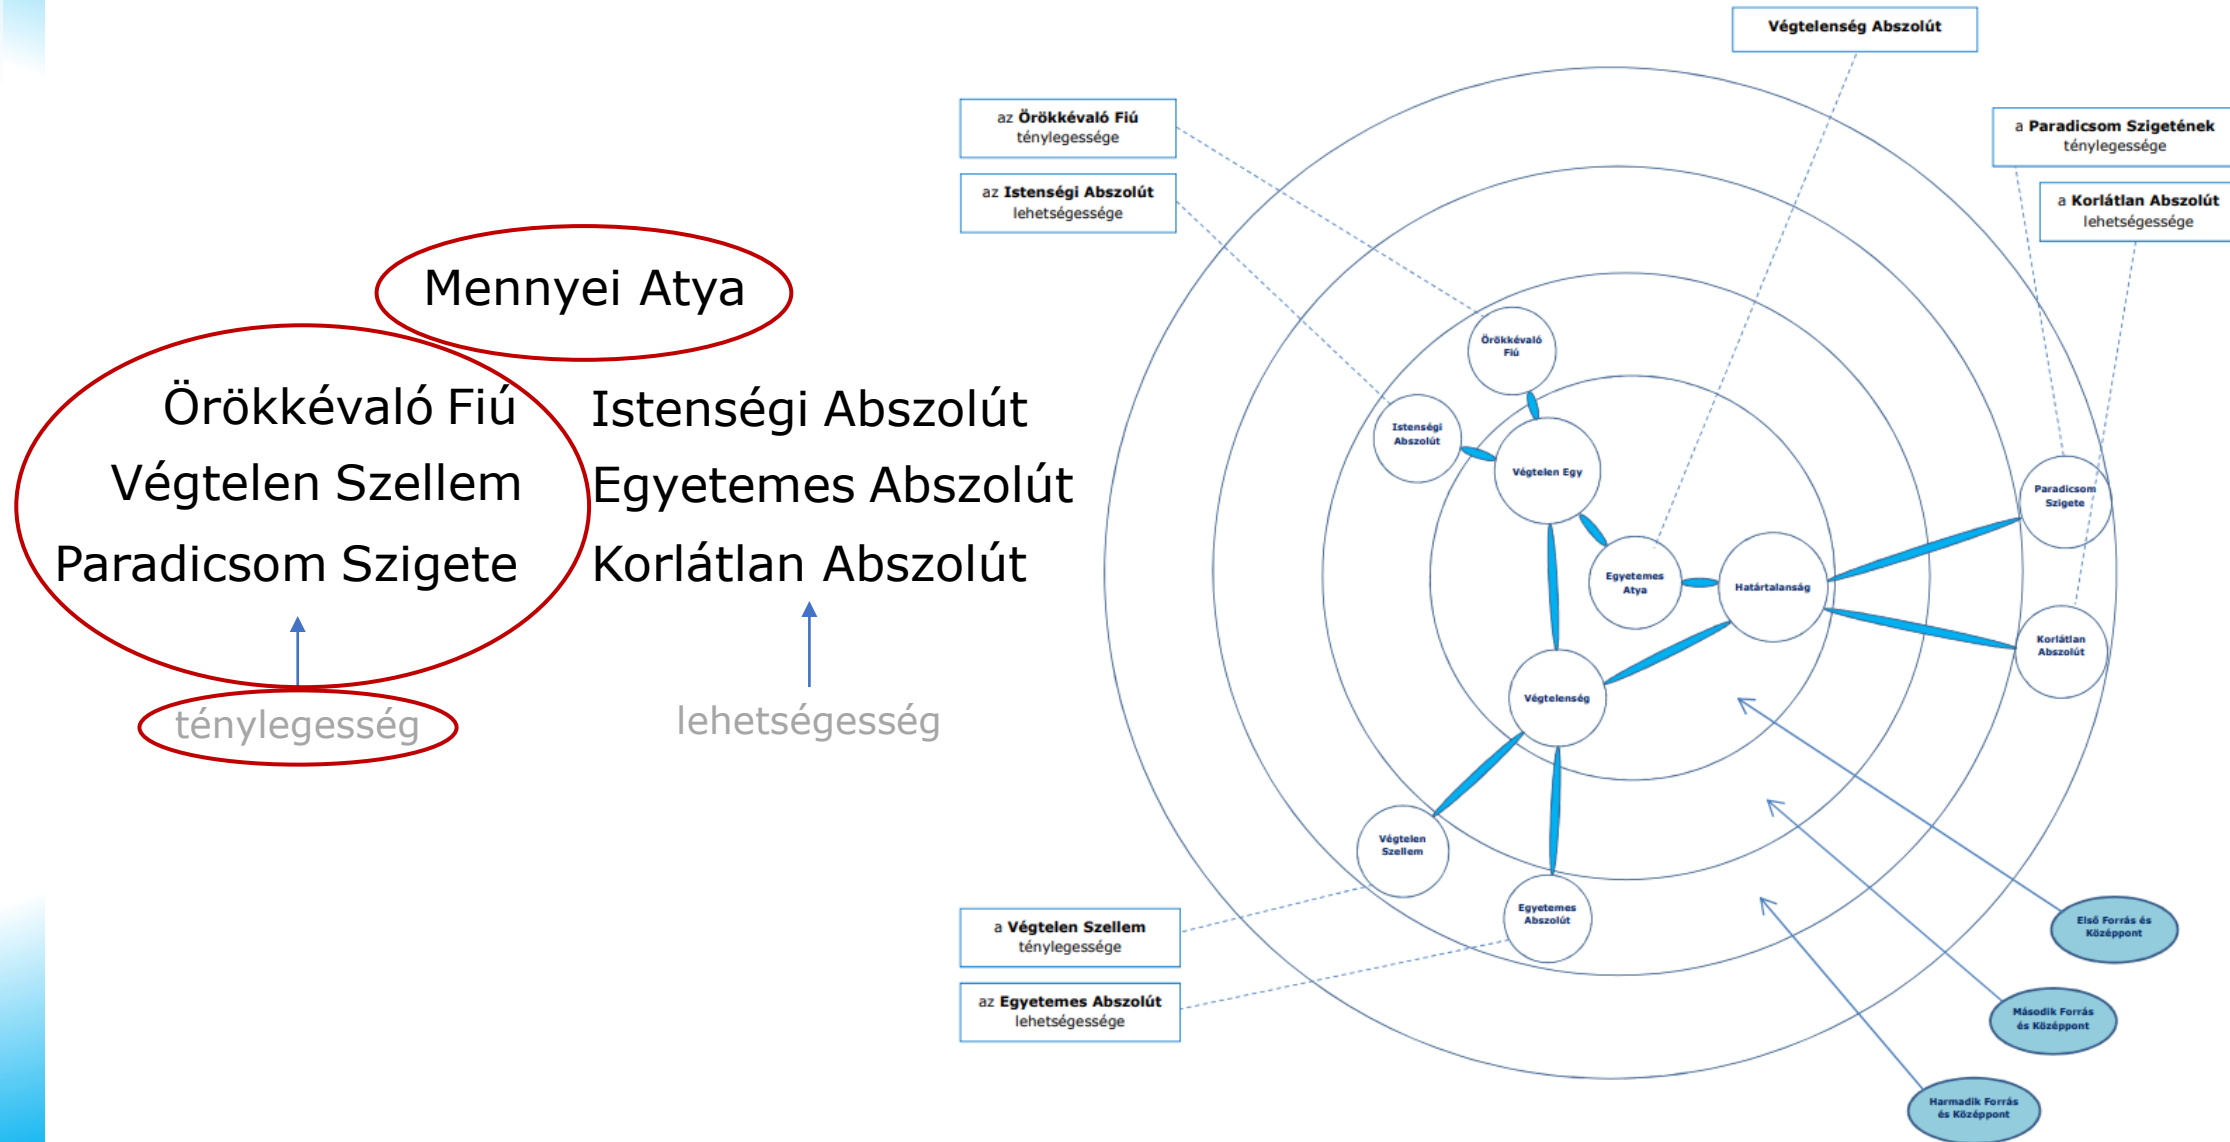 Mennyei Atya
Örökkévaló Fiú
Végtelen Szellem
Paradicsom Szigete
Istenségi Abszolút
Egyetemes Abszolút
Korlátlan Abszolút
ténylegesség
lehetségesség
Végtelenség Abszolút
az Örökkévaló Fiú
ténylegessége
az Istenségi Abszolút
lehetségessége
a Paradicsom Szigetének
ténylegessége
a Korlátlan Abszolút
lehetségessége
Örökkévaló
Fiú
Istenségi
Abszolút
Végtelen Egy
Egyetemes
Atya
Határtalanság
Paradicsom
Szigete
Korlátlan
Abszolút
Végtelenség
Végtelen
Szellem
Egyetemes
Abszolút
a Végtelen Szellem
ténylegessége
az Egyetemes Abszolút
lehetségessége
Első Forrás és
Középpont
Második Forrás
és Középpont
Harmadik Forrás
és Középpont